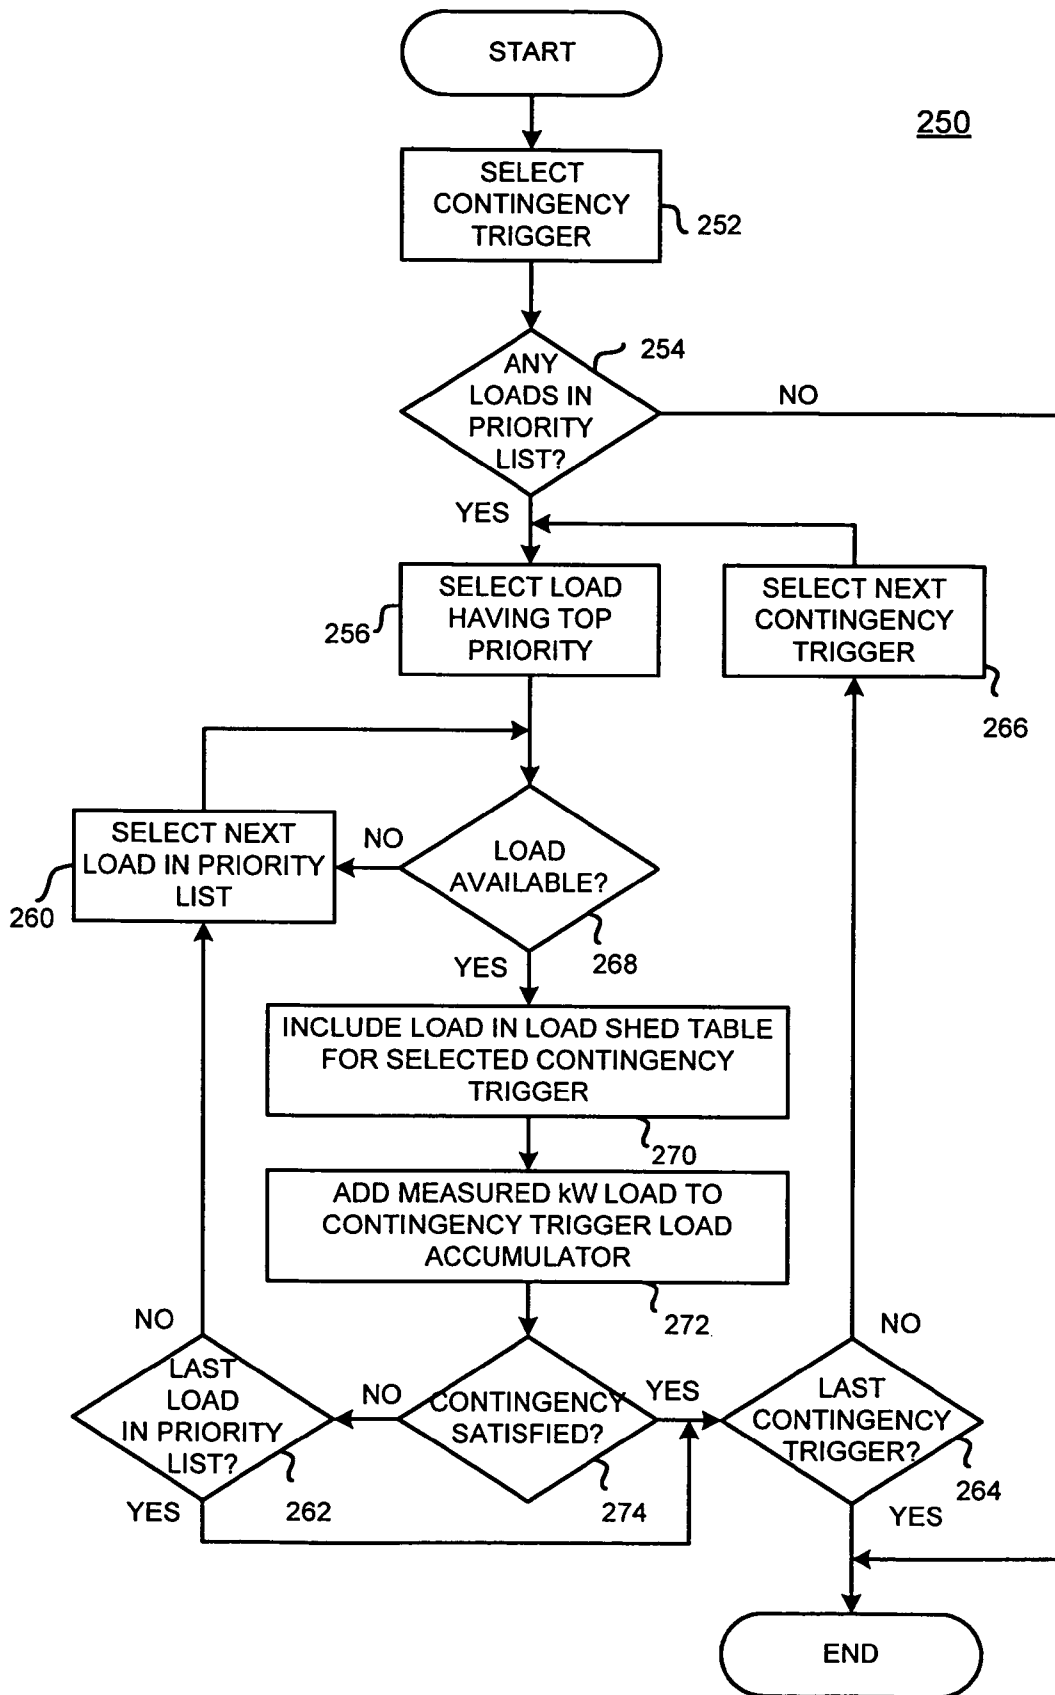 START
250
SELECT
CONTINGENCY
TRIGGER
252
254
ANY
LOADS IN
PRIORITY
LIST?
NO
YES
SELECT LOAD
HAVING TOP
PRIORITY
256
SELECT NEXT
CONTINGENCY
TRIGGER
266
SELECT NEXT
LOAD IN PRIORITY
LIST
260
NO
LOAD
AVAILABLE?
268
YES
INCLUDE LOAD IN LOAD SHED TABLE
FOR SELECTED CONTINGENCY
TRIGGER
270
ADD MEASURED kW LOAD TO
CONTINGENCY TRIGGER LOAD
ACCUMULATOR
272
NO
LAST
LOAD
IN PRIORITY
LIST?
262
YES
NO
CONTINGENCY
SATISFIED?
274
YES
NO
LAST
CONTINGENCY
TRIGGER?
264
YES
END